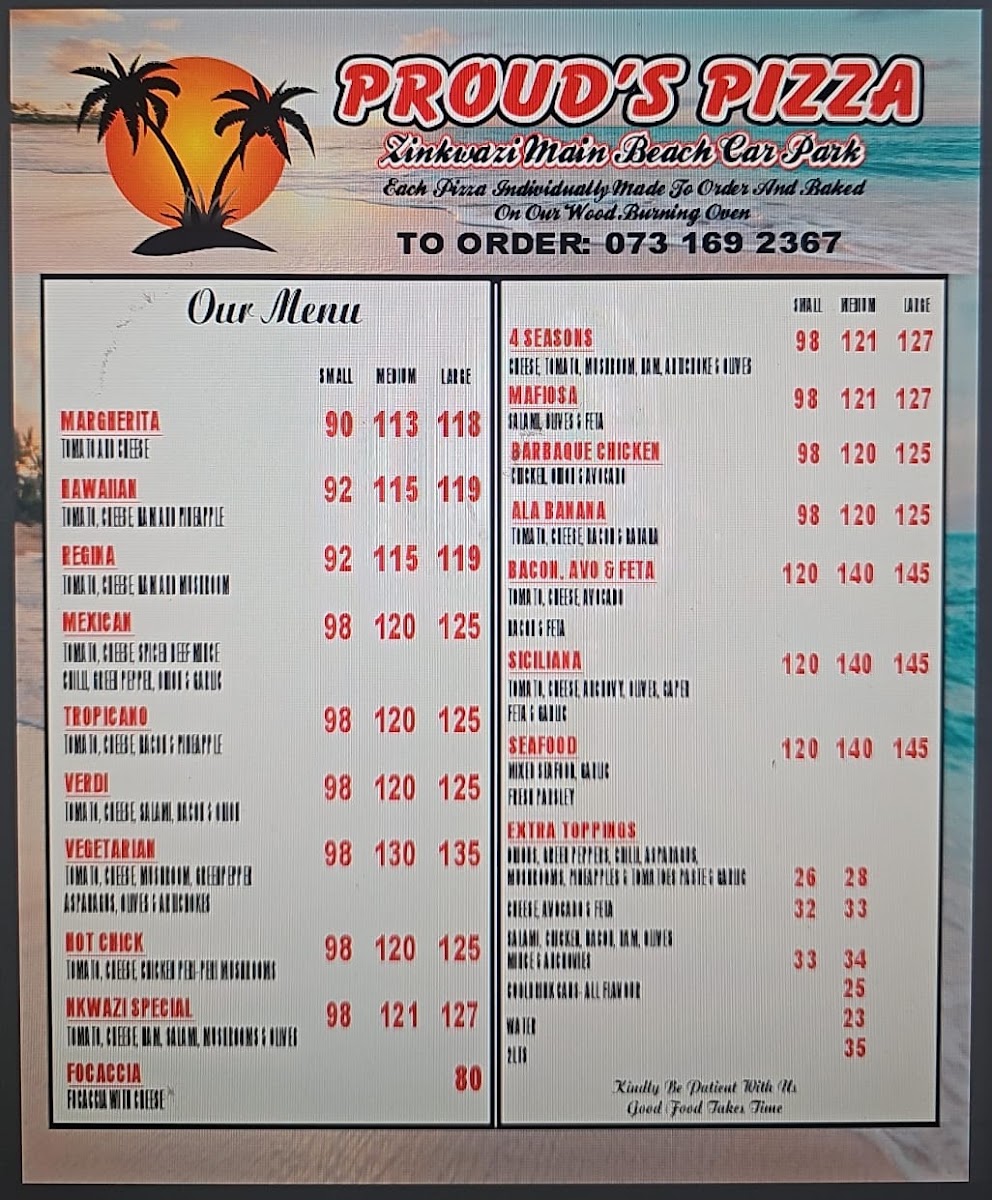 PROUD'S PIZZA
Zinkwazi Main Beach Car Park
Each Pizza Individually Made To Order And Baked
On Our Wood Burning Oven
TO ORDER: 073 169 2367
Our Menu
SMALL MEDIUM LARGE
MARGHERITA 90 113 118
TOMATO AND CHEESE
HAWAIIAN 92 115 119
TOMATO, CHEESE, HAM AND PINEAPPLE
REGINA 92 115 119
TOMATO, CHEESE HAM AND MUSHROOM
MEXICAN 98 120 125
TOMATO, CHEESE SPICED BEEF MINCE
CHILLI, GREEN PEPPER, ONION & GARLIC
TROPICANO 98 120 125
TOMATO, CHEESE, BACON & PINEAPPLE
VERDI 98 120 125
TOMATO, CHEESE, SALAMI, BACON & ONION
VEGETARIAN 98 130 135
TOMATO, CHEESE, MUSHROOM, GREENPEPPER
ASPARAGUS, OLIVES & ARTICHOKES
HOT CHICK 98 120 125
TOMATO, CHEESE, CHICKEN PERI-PERI MUSHROOMS
NKWAZI SPECIAL 98 121 127
TOMATO, CHEESE, HAM, SALAMI, MUSHROOMS & OLIVES
FOCACCIA 80
FOCACCIA WITH CHEESE
SMALL MEDIUM LARGE
4 SEASONS 98 121 127
CHEESE, TOMATO, MUSHROOM, HAM, ARTICHOKE & OLIVES
MAFIOSA 98 121 127
SALAMI, OLIVES & FETA
BARBAQUE CHICKEN 98 120 125
CHICKEN, ONION & AVOCADO
ALA BANANA 98 120 125
TOMATO, CHEESE, BACON & BANANA
BACON, AVO & FETA 120 140 145
TOMATO, CHEESE, AVOCADO
BACON & FETA
SICILIANA 120 140 145
TOMATO, CHEESE, ANCHOVY, OLIVES, CAPER
FETA & GARLIC
SEAFOOD 120 140 145
MIXED SEAFOOD, GARLIC
FRESH PARSLEY
EXTRA TOPPINGS
ONIONS, GREEN PEPPERS, CHILLI, ASPARAGUS,
MUSHROOMS, PINEAPPLES & TOMATOES PASTE & GARLIC 26 28
CHEESE, AVOCADO & FETA 32 33
SALAMI, CHICKEN, BACON, HAM, OLIVES
MINCE & ANCHOVIES 33 34
COOLDRINK CANS- ALL FLAVOUR 25
WATER 23
2LTS 35
Kindly Be Patient With Us
Good Food Takes Time